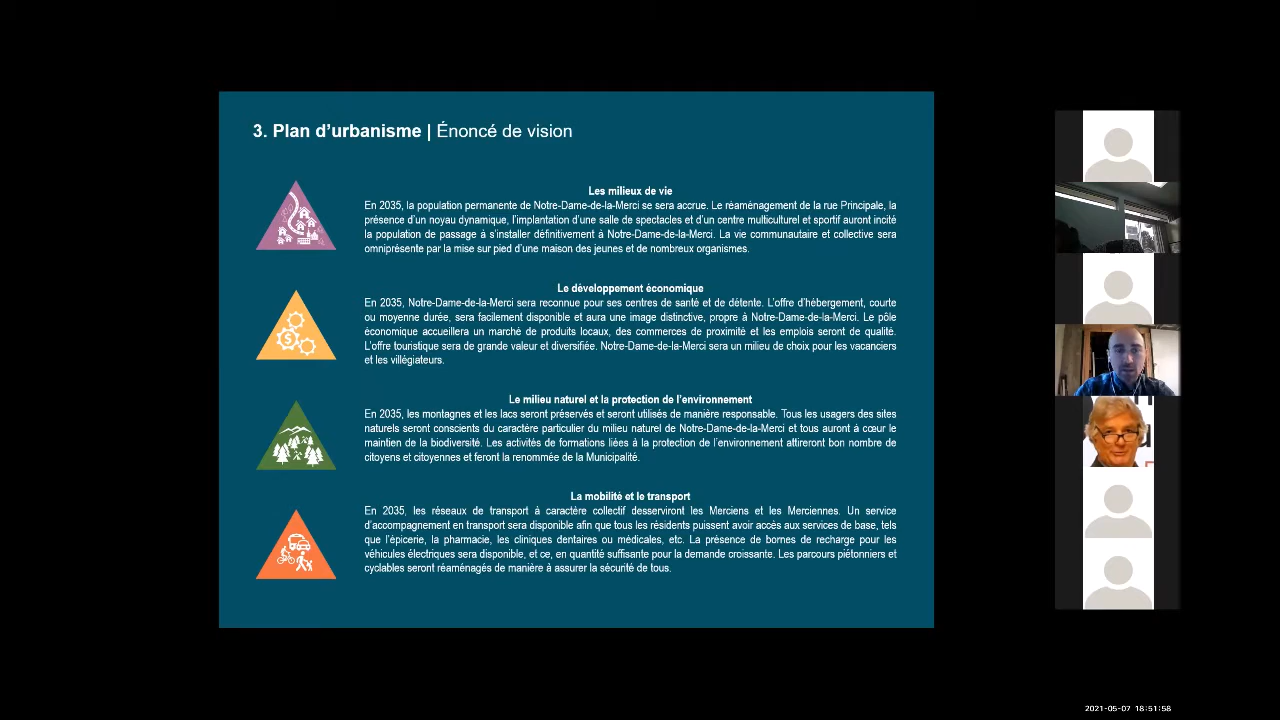 3. Plan d'urbanisme | Énoncé de vision
Les milieux de vie
En 2035, la population permanente de Notre-Dame-de-la-Merci se sera accrue. Le réaménagement de la rue Principale, la
présence d'un noyau dynamique, l'implantation d'une salle de spectacles et d'un centre multiculturel et sportif auront incité
la population de passage à s'installer définitivement à Notre-Dame-de-la-Merci. La vie communautaire et collective sera
omniprésente par la mise sur pied d'une maison des jeunes et de nombreux organismes.
Le développement économique
En 2035, Notre-Dame-de-la-Merci sera reconnue pour ses centres de santé et de détente. L'offre d'hébergement, courte
ou moyenne durée, sera facilement disponible et aura une image distinctive, propre à Notre-Dame-de-la-Merci. Le pôle
économique accueillera un marché de produits locaux, des commerces de proximité et les emplois seront de qualité.
L'offre touristique sera de grande valeur et diversifiée. Notre-Dame-de-la-Merci sera un milieu de choix pour les vacanciers
et les villégiateurs.
Le milieu naturel et la protection de l'environnement
En 2035, les montagnes et les lacs seront préservés et seront utilisés de manière responsable. Tous les usagers des sites
naturels seront conscients du caractère particulier du milieu naturel de Notre-Dame-de-la-Merci et tous auront à cœur le
maintien de la biodiversité. Les activités de formations liées à la protection de l'environnement attireront bon nombre de
citoyens et citoyennes et feront la renommée de la Municipalité.
La mobilité et le transport
En 2035, les réseaux de transport à caractère collectif desserviront les Merciens et les Merciennes. Un service
d'accompagnement en transport sera disponible afin que tous les résidents puissent avoir accès aux services de base, tels
que l'épicerie, la pharmacie, les cliniques dentaires ou médicales, etc. La présence de bornes de recharge pour les
véhicules électriques sera disponible, et ce, en quantité suffisante pour la demande croissante. Les parcours piétonniers et
cyclables seront réaménagés de manière à assurer la sécurité de tous.
2021-05-07 18:51:58